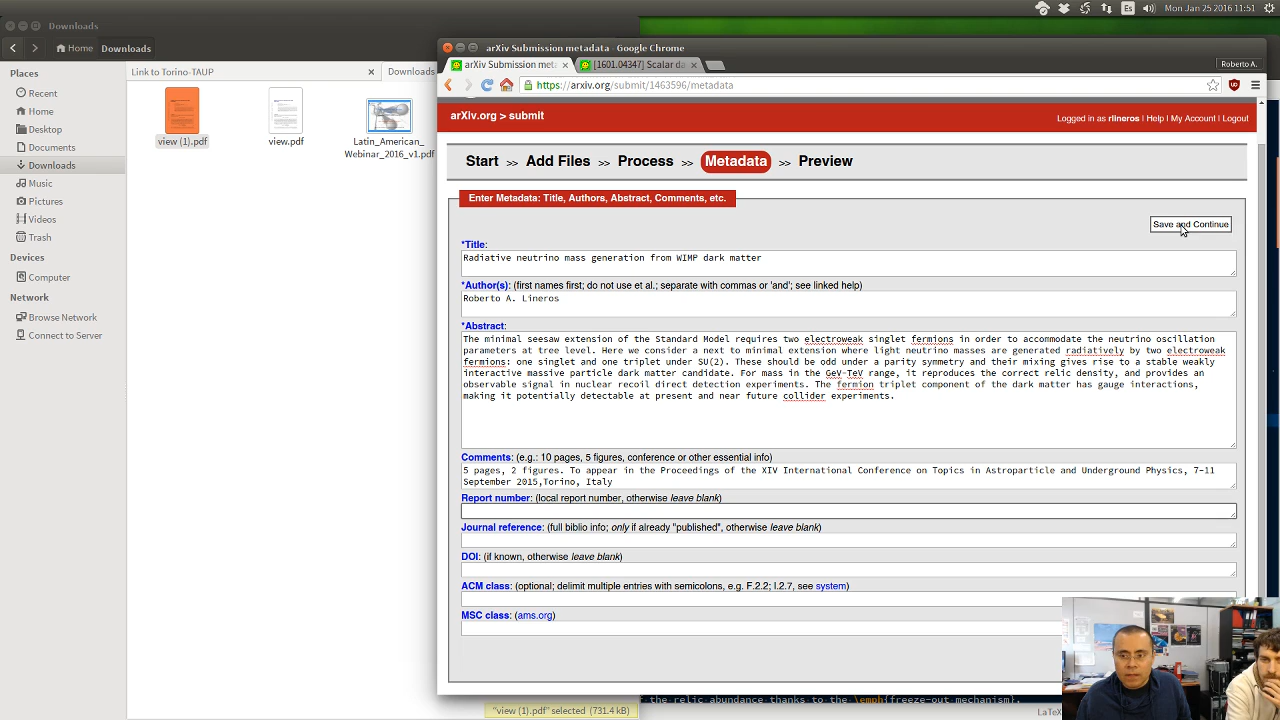 Es
Mon Jan 25 2016 11:51
Downloads
Home
Downloads
Places
Recent
Home
Desktop
Documents
Downloads
Music
Pictures
Videos
Trash
Devices
Computer
Network
Browse Network
Connect to Server
Link to Torino-TAUP
Downloads
view (1).pdf
view.pdf
Latin_American_
Webinar_2016_v1.pdf
"view (1).pdf" selected (731.4 kB)
arXiv Submission metadata - Google Chrome
arXiv Submission meta
[1601.04347] Scalar da
Roberto A.
https://arxiv.org/submit/1463596/metadata
arXiv.org > submit
Logged in as rlineros | Help | My Account | Logout
Start >> Add Files >> Process >> Metadata >> Preview
Enter Metadata: Title, Authors, Abstract, Comments, etc.
Save and Continue
*Title:
Radiative neutrino mass generation from WIMP dark matter
*Author(s): (first names first; do not use et al.; separate with commas or 'and'; see linked help)
Roberto A. Lineros
*Abstract:
The minimal seesaw extension of the Standard Model requires two electroweak singlet fermions in order to accommodate the neutrino oscillation
parameters at tree level. Here we consider a next to minimal extension where light neutrino masses are generated radiatively by two electroweak
fermions: one singlet and one triplet under SU(2). These should be odd under a parity symmetry and their mixing gives rise to a stable weakly
interactive massive particle dark matter candidate. For mass in the GeV-TeV range, it reproduces the correct relic density, and provides an
observable signal in nuclear recoil direct detection experiments. The fermion triplet component of the dark matter has gauge interactions,
making it potentially detectable at present and near future collider experiments.
Comments: (e.g.: 10 pages, 5 figures, conference or other essential info)
5 pages, 2 figures. To appear in the Proceedings of the XIV International Conference on Topics in Astroparticle and Underground Physics, 7-11
September 2015,Torino, Italy
Report number: (local report number, otherwise leave blank)
Journal reference: (full biblio info; only if already "published", otherwise leave blank)
DOI: (if known, otherwise leave blank)
ACM class: (optional; delimit multiple entries with semicolons, e.g. F.2.2; I.2.7, see system)
MSC class: (ams.org)
the relic abundance thanks to the \emph{freeze-out mechanism}.
LaTeX